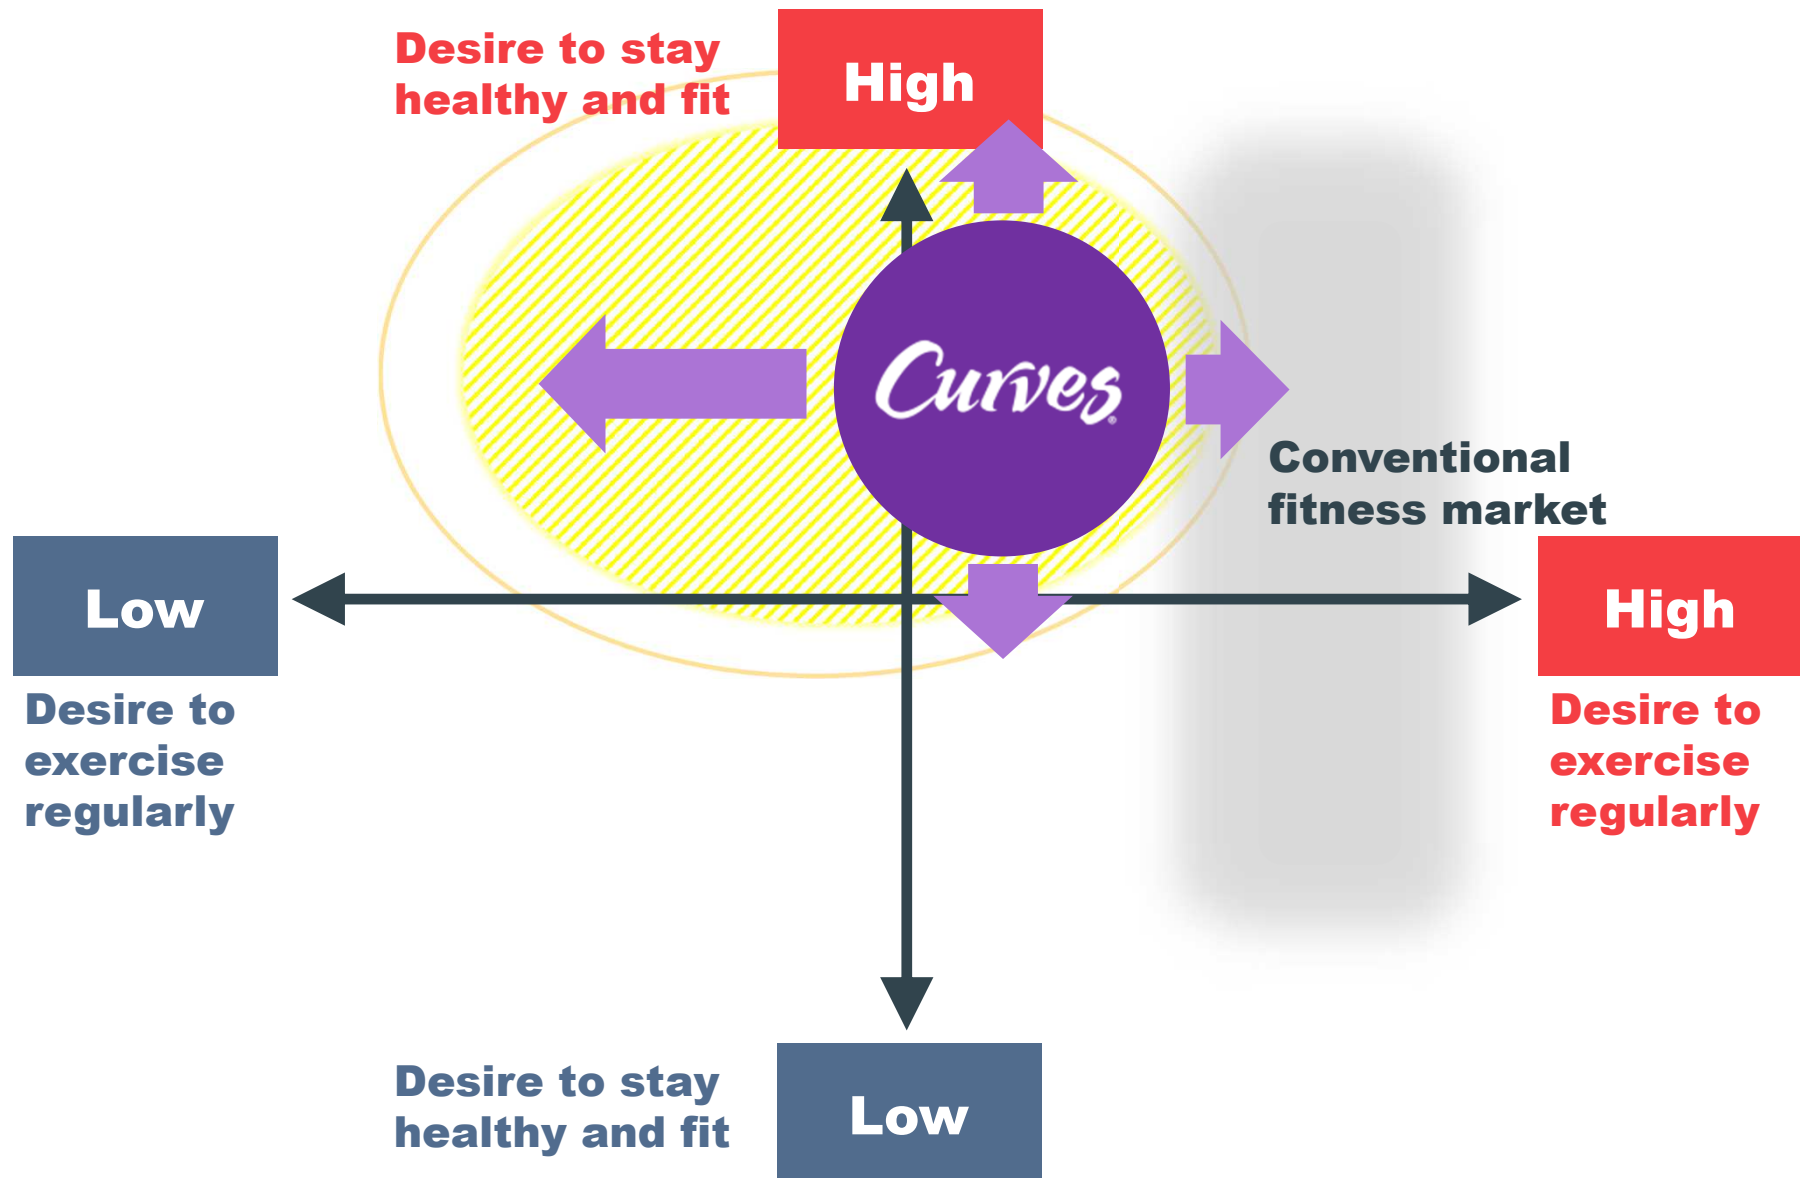 Desire to stay
healthy and fit
High
Curves®
Conventional
fitness market
Low
High
Desire to
exercise
regularly
Desire to
exercise
regularly
Desire to stay
healthy and fit
Low